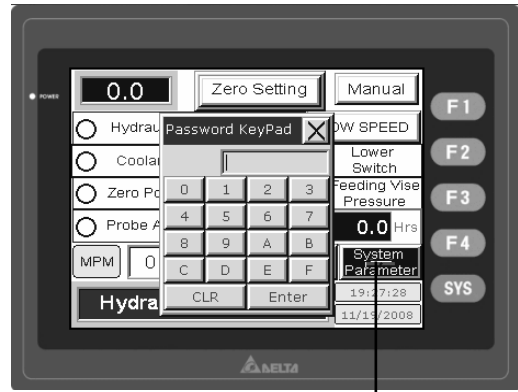 POWER
0.0 Zero Setting Manual
F1
Hydrau Password KeyPad X OW SPEED
Coolar Lower
Switch
F2
Zero Po 0 1 2 3 Feeding Vise
Pressure
F3
Probe A 4 5 6 7 0.0 Hrs
8 9 A B
F4
MPM 0 C D E F System
Parameter
CLR Enter 19:27:28
SYS
Hydra 11/19/2008
DELTA